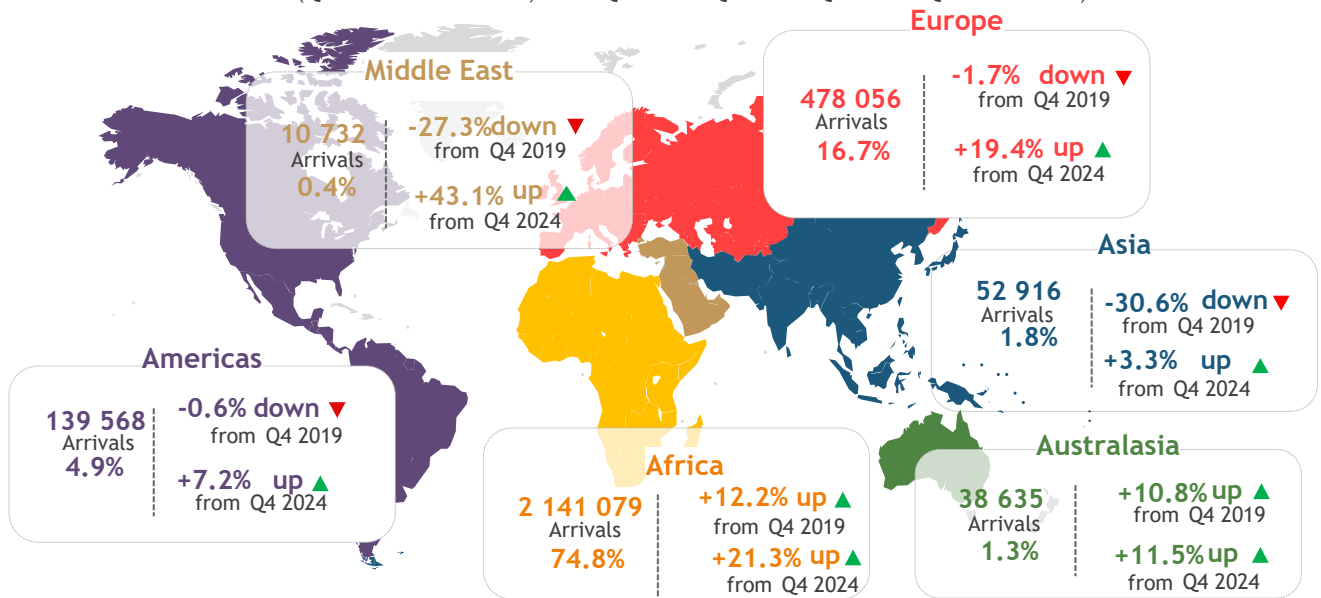 Europe
-1.7% down
from Q4 2019
478 056
Arrivals
16.7%
+19.4% up
from Q4 2024
Middle East
10 732
Arrivals
0.4%
-27.3% down
from Q4 2019
+43.1% up
from Q4 2024
Asia
52 916
Arrivals
1.8%
-30.6% down
from Q4 2019
+3.3% up
from Q4 2024
Americas
139 568
Arrivals
4.9%
-0.6% down
from Q4 2019
+7.2% up
from Q4 2024
Africa
2 141 079
Arrivals
74.8%
+12.2% up
from Q4 2019
+21.3% up
from Q4 2024
Australasia
38 635
Arrivals
1.3%
+10.8% up
from Q4 2019
+11.5% up
from Q4 2024